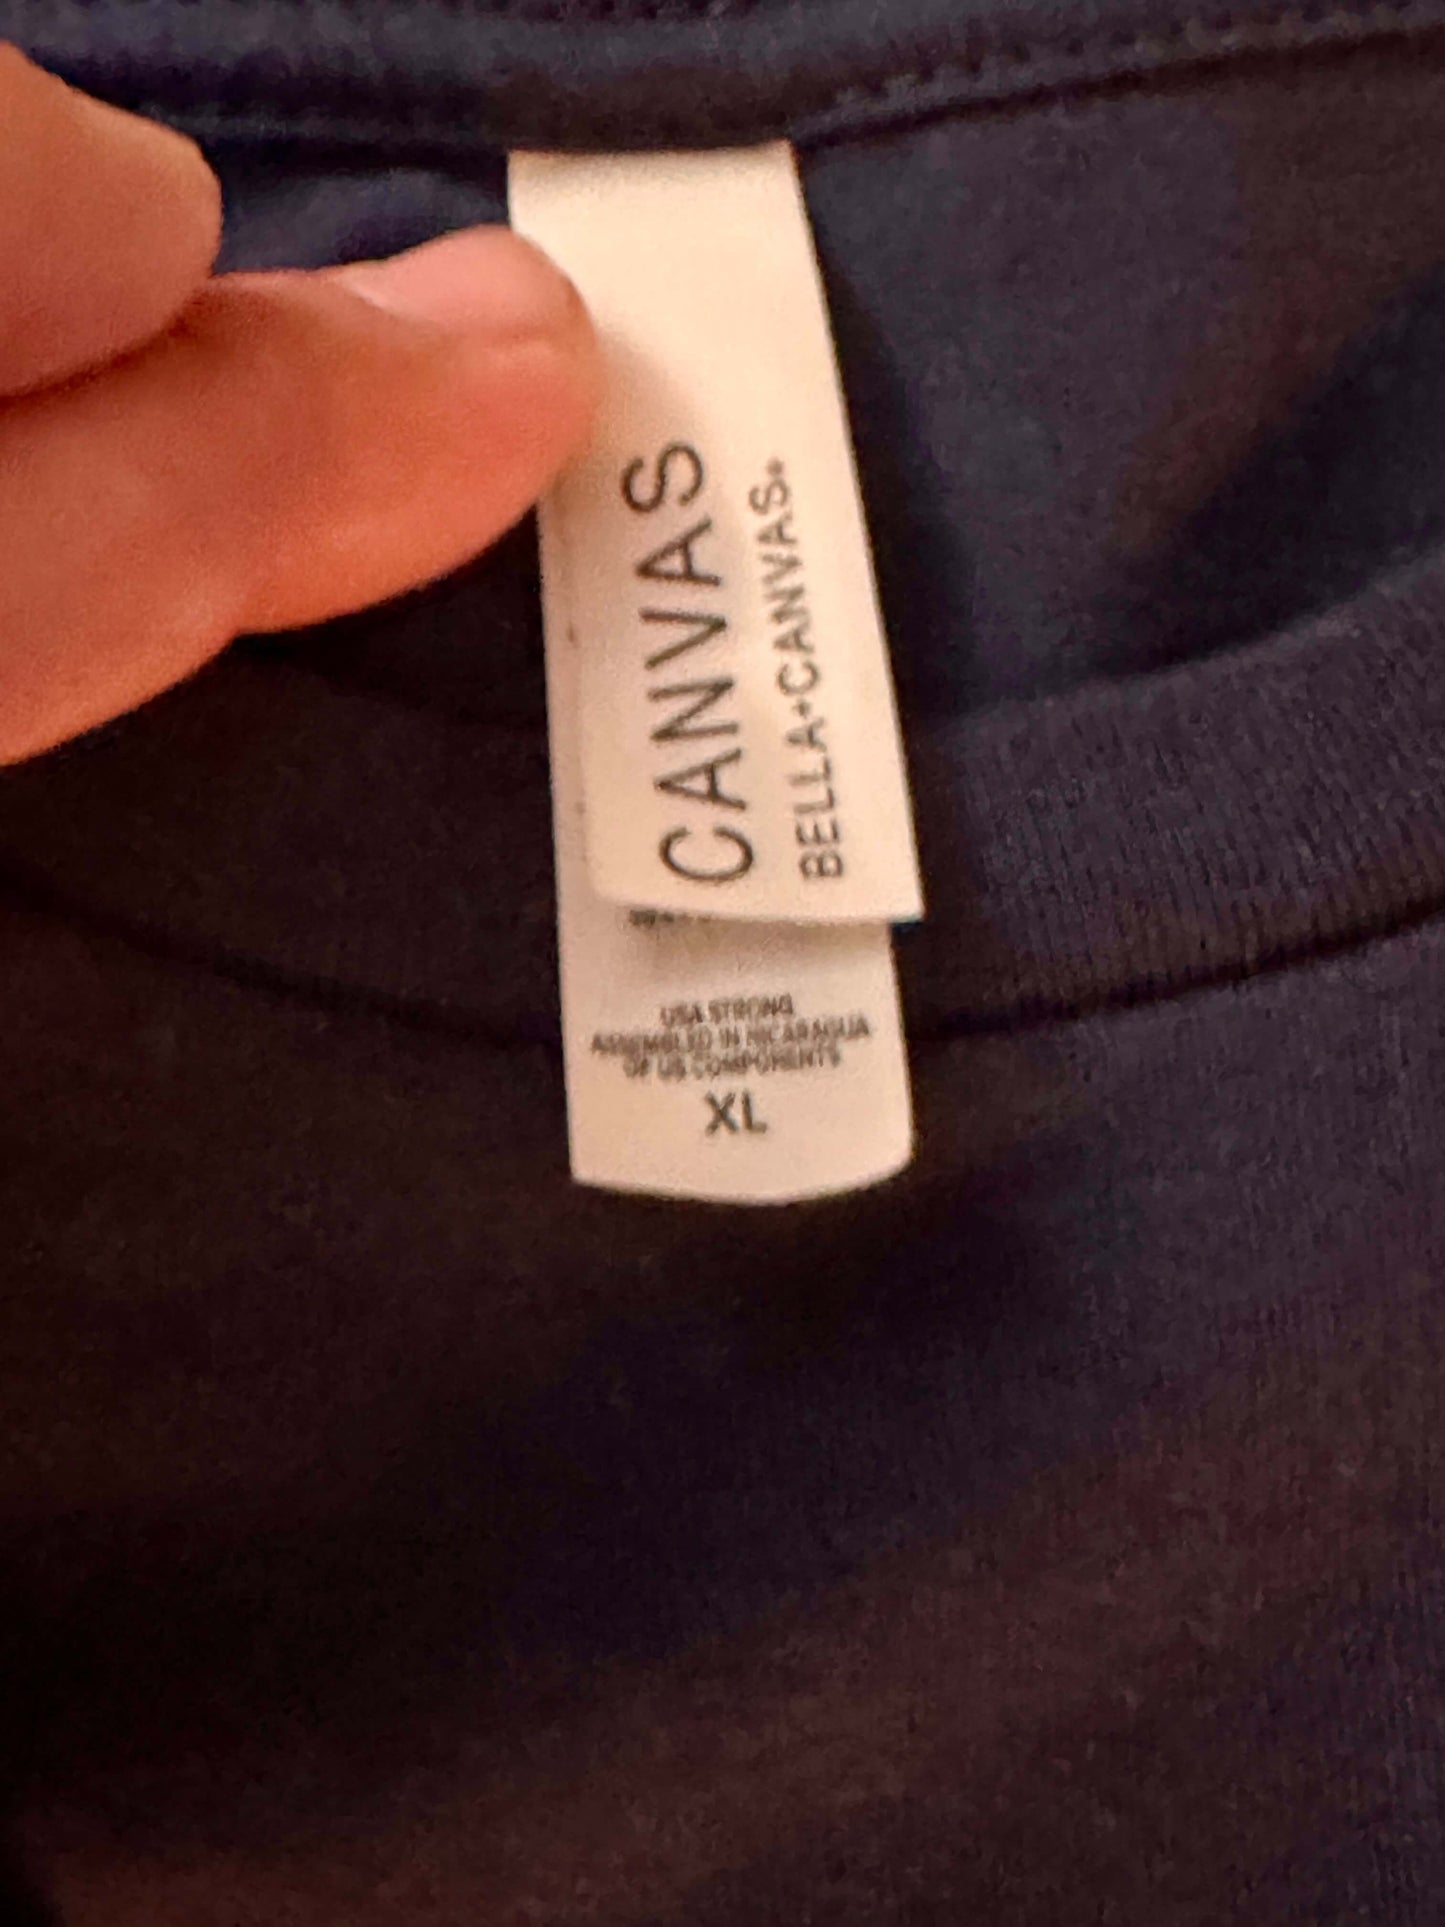 CANVAS
BELLA+CANVAS®
USA STRONG
ASSEMBLED IN NICARAGUA
OF US COMPONENTS
XL